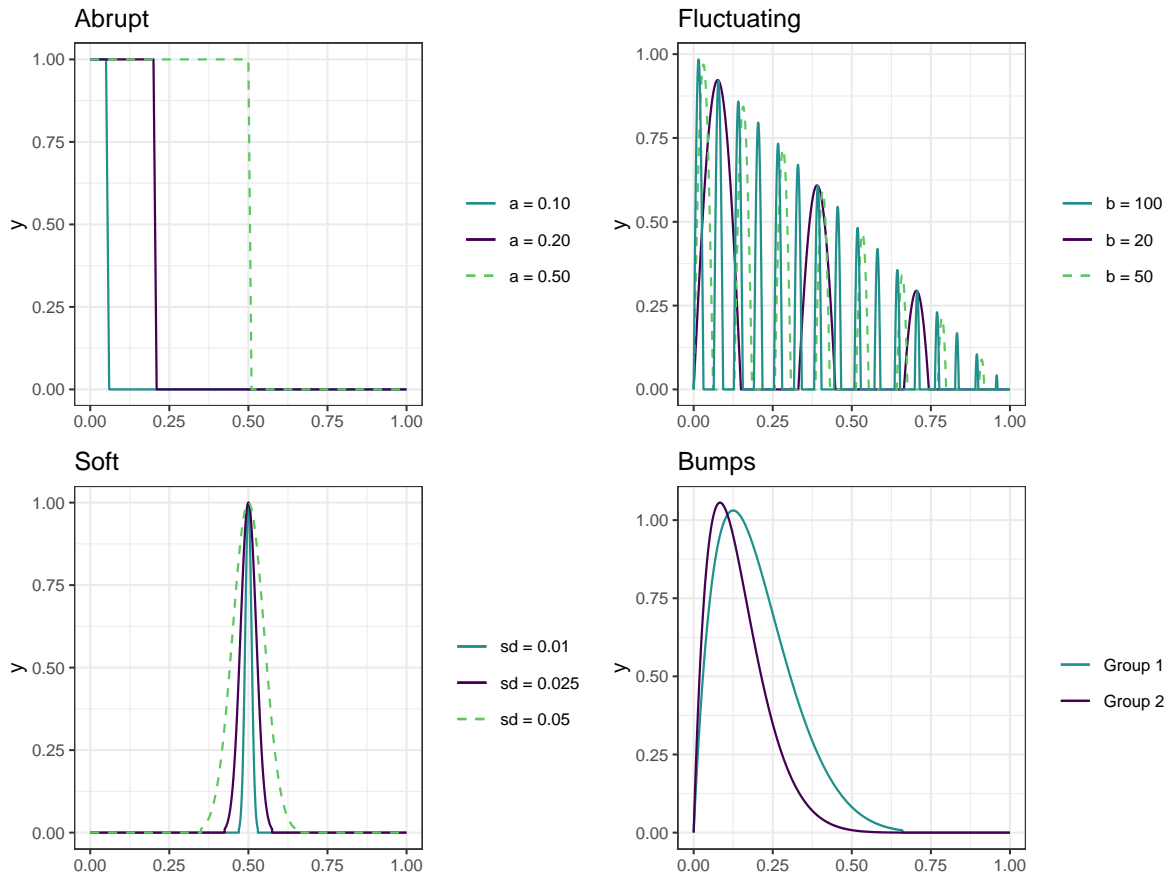 Abrupt
1.00
0.75
0.50
0.25
0.00
y
0.00 0.25 0.50 0.75 1.00
a = 0.10
a = 0.20
a = 0.50
Fluctuating
1.00
0.75
0.50
0.25
0.00
y
0.00 0.25 0.50 0.75 1.00
b = 100
b = 20
b = 50
Soft
1.00
0.75
0.50
0.25
0.00
y
0.00 0.25 0.50 0.75 1.00
sd = 0.01
sd = 0.025
sd = 0.05
Bumps
1.00
0.75
0.50
0.25
0.00
y
0.00 0.25 0.50 0.75 1.00
Group 1
Group 2